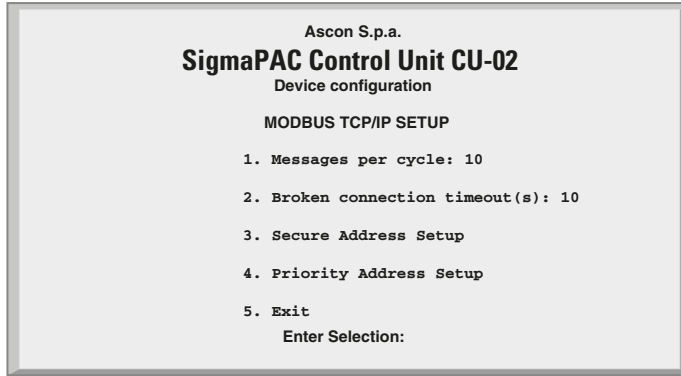 Ascon S.p.a.
SigmaPAC Control Unit CU-02
Device configuration
MODBUS TCP/IP SETUP
1. Messages per cycle: 10
2. Broken connection timeout(s): 10
3. Secure Address Setup
4. Priority Address Setup
5. Exit
Enter Selection: